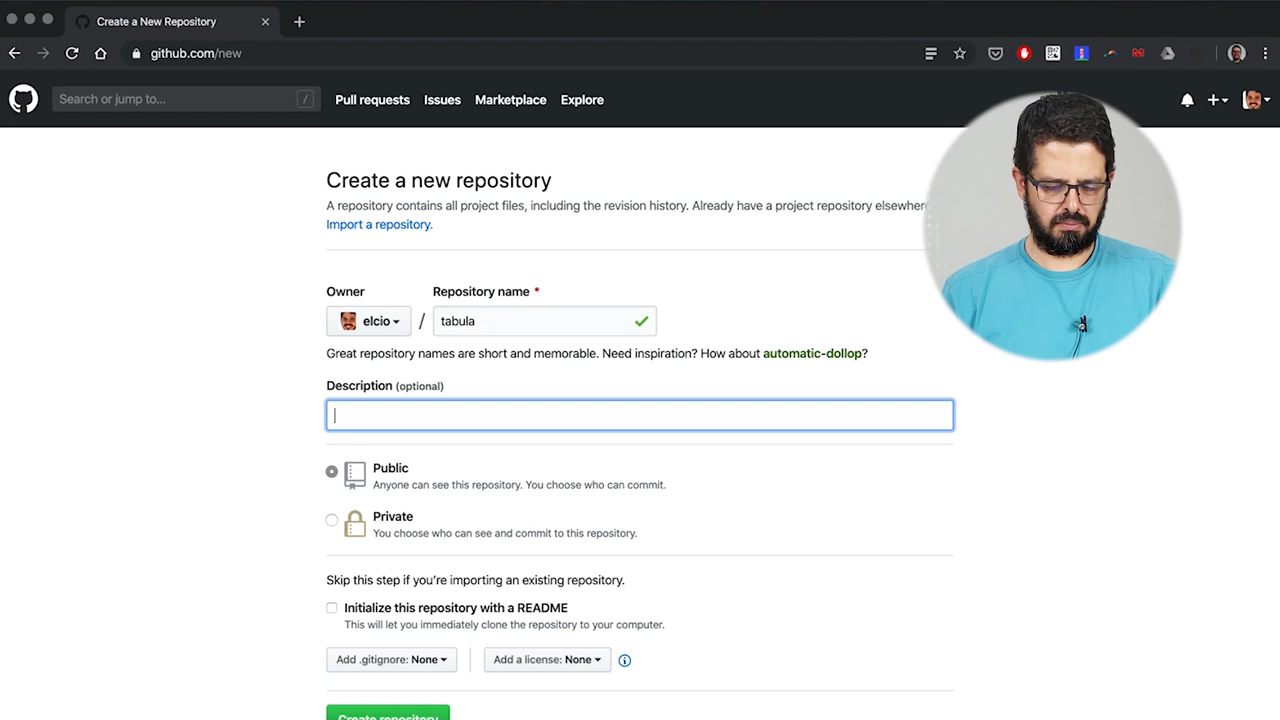 Create a New Repository
github.com/new
Search or jump to...
/
Pull requests
Issues
Marketplace
Explore
Create a new repository
A repository contains all project files, including the revision history. Already have a project repository
Import a repository.
Owner
Repository name *
elcio
/
tabula
Great repository names are short and memorable. Need inspiration? How about automatic-dollop?
Description (optional)
Public
Anyone can see this repository. You choose who can commit.
Private
You choose who can see and commit to this repository.
Skip this step if you’re importing an existing repository.
Initialize this repository with a README
This will let you immediately clone the repository to your computer.
Add .gitignore: None
Add a license: None
Create repository